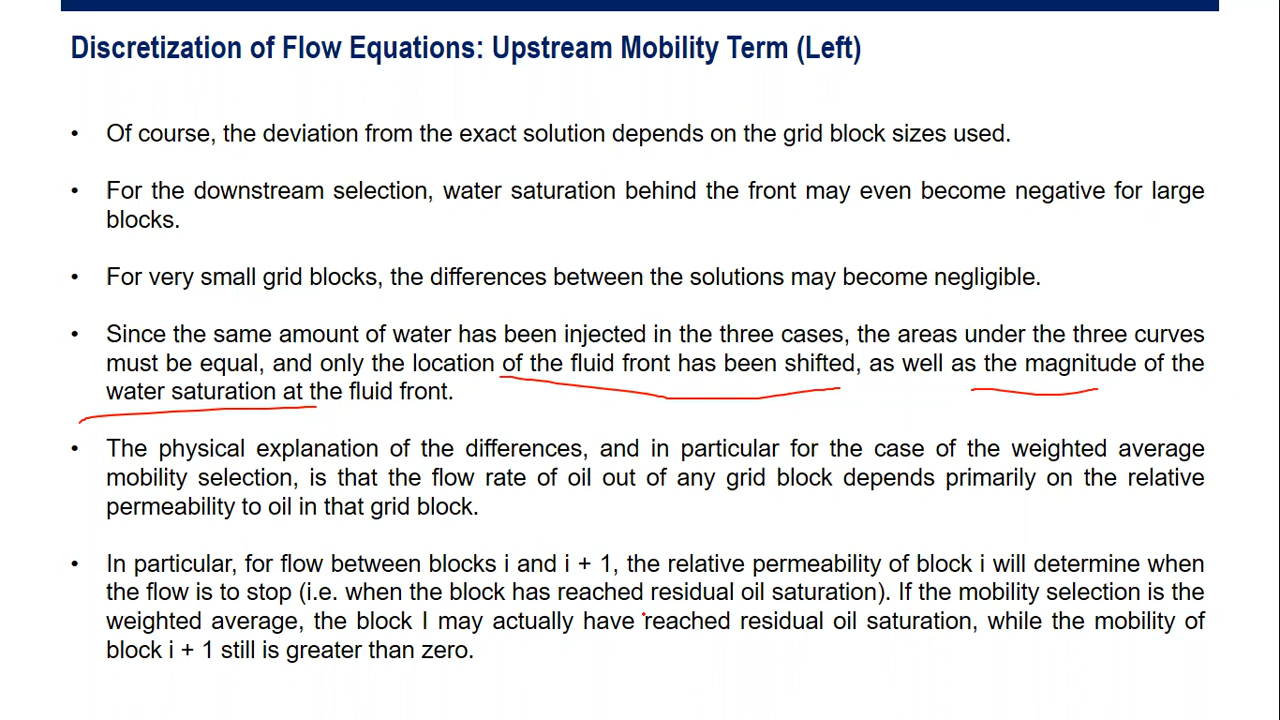 Discretization of Flow Equations: Upstream Mobility Term (Left)
• Of course, the deviation from the exact solution depends on the grid block sizes used.
• For the downstream selection, water saturation behind the front may even become negative for large
blocks.
• For very small grid blocks, the differences between the solutions may become negligible.
• Since the same amount of water has been injected in the three cases, the areas under the three curves
must be equal, and only the location of the fluid front has been shifted, as well as the magnitude of the
water saturation at the fluid front.
• The physical explanation of the differences, and in particular for the case of the weighted average
mobility selection, is that the flow rate of oil out of any grid block depends primarily on the relative
permeability to oil in that grid block.
• In particular, for flow between blocks i and i + 1, the relative permeability of block i will determine when
the flow is to stop (i.e. when the block has reached residual oil saturation). If the mobility selection is the
weighted average, the block I may actually have reached residual oil saturation, while the mobility of
block i + 1 still is greater than zero.